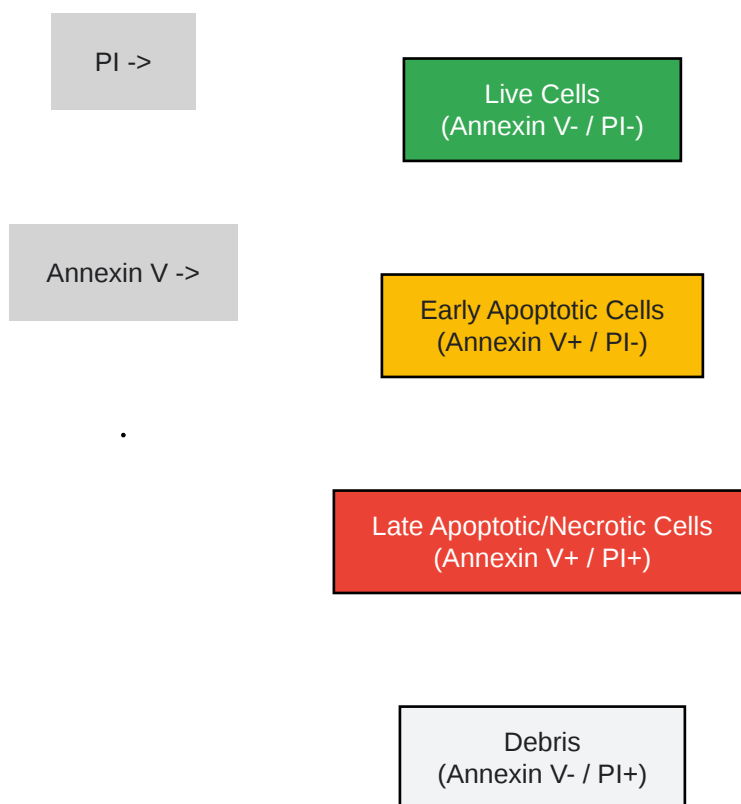 PI ->
Live Cells
(Annexin V- / PI-)
Annexin V ->
Early Apoptotic Cells
(Annexin V+ / PI-)
.
Late Apoptotic/Necrotic Cells
(Annexin V+ / PI+)
Debris
(Annexin V- / PI+)